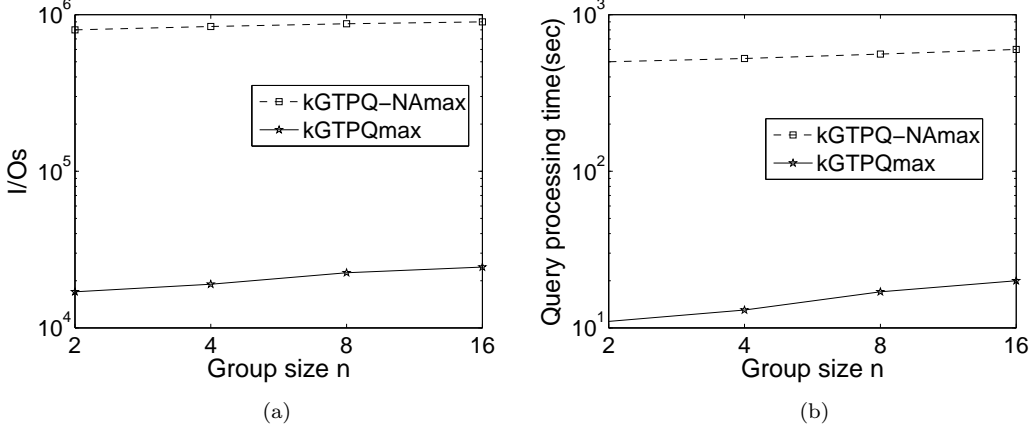 10^6
10^5
10^4
I/Os
kGTPQ-NAmax
kGTPQmax
2 4 8 16
Group size n
(a)
10^3
10^2
10^1
Query processing time(sec)
kGTPQ-NAmax
kGTPQmax
2 4 8 16
Group size n
(b)